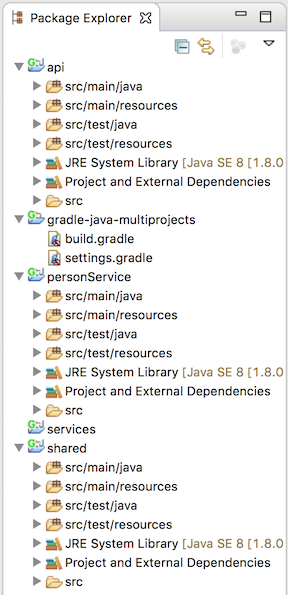 Package Explorer
api
src/main/java
src/main/resources
src/test/java
src/test/resources
JRE System Library [Java SE 8 [1.8.0
Project and External Dependencies
src
gradle-java-multiprojects
build.gradle
settings.gradle
personService
src/main/java
src/main/resources
src/test/java
src/test/resources
JRE System Library [Java SE 8 [1.8.0
Project and External Dependencies
src
services
shared
src/main/java
src/main/resources
src/test/java
src/test/resources
JRE System Library [Java SE 8 [1.8.0
Project and External Dependencies
src